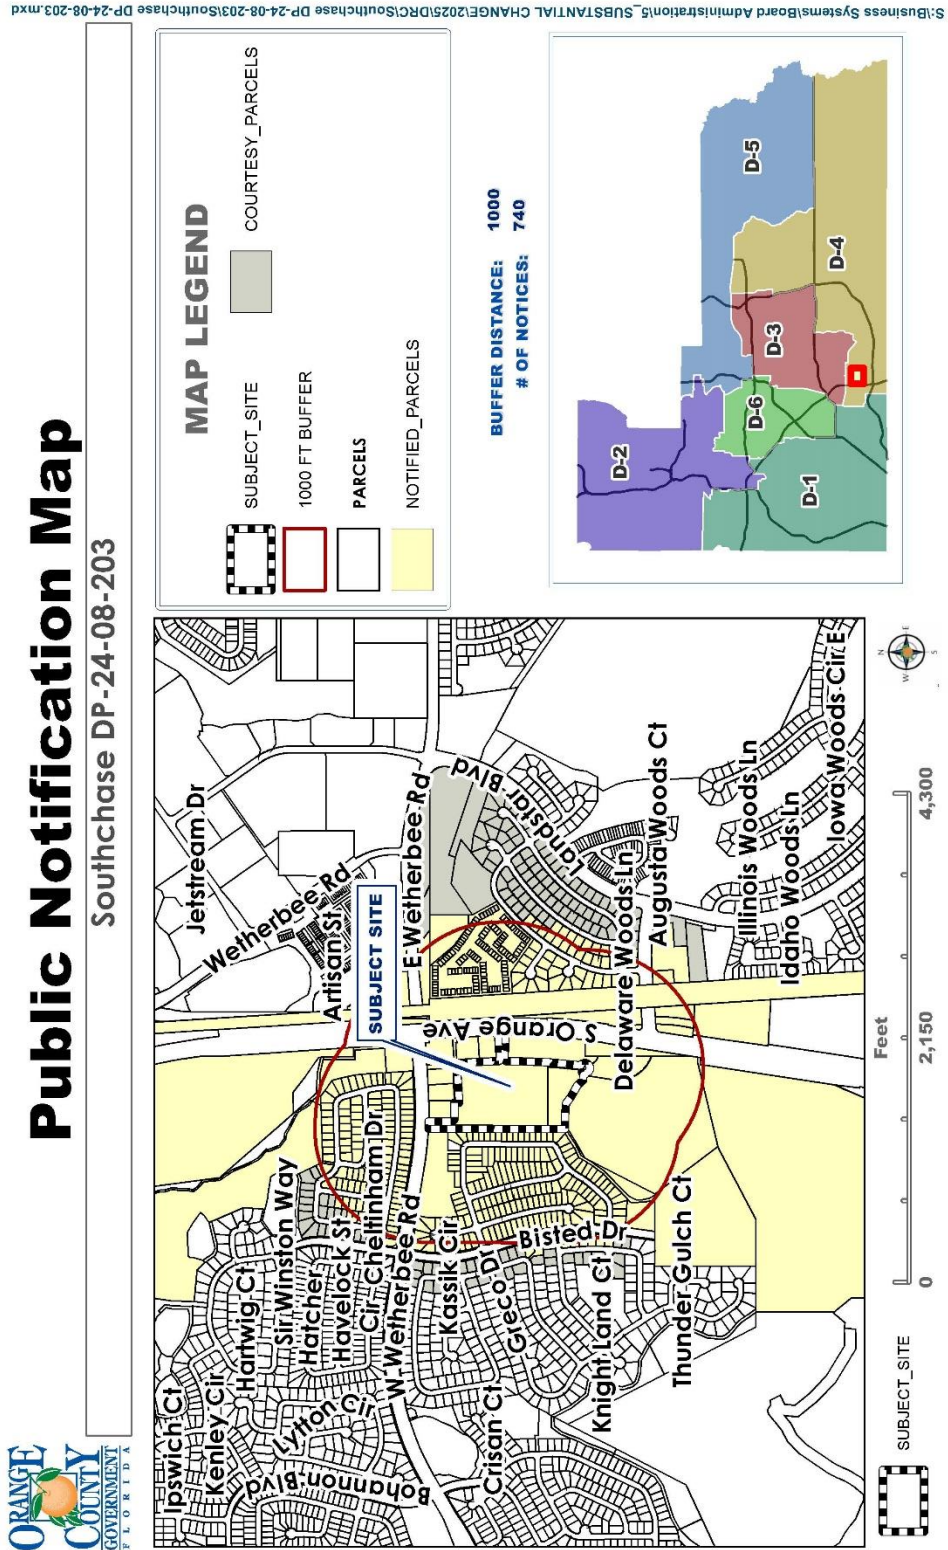 ORANGE
COUNTY
GOVERNMENT
FLORIDA
Public Notification Map
Southchase DP-24-08-203
Jetstream Dr
Wetherbee Rd
Artisan St
E Wetherbee Rd
SUBJECT SITE
S Orange Ave
Landstar Blvd
Delaware Woods Ln
Augusta Woods Ct
Illinois Woods Ln
Idaho Woods Ln
Iowa Woods Cir E
Ipswich Ct
Kenley Cir
Hartwig Ct
Sir Winston Way
Hatcher
Havelock St
Cir Cheltinham Dr
W Wetherbee Rd
Lytton Cir
Bohannon Blvd
Kassik Cir
Greco Dr
Bisted Dr
Crisan Ct
Knight Land Ct
Thunder Gulch Ct
MAP LEGEND
SUBJECT_SITE
COURTESY_PARCELS
1000 FT BUFFER
PARCELS
NOTIFIED_PARCELS
BUFFER DISTANCE: 1000
# OF NOTICES: 740
D-2
D-5
D-6
D-3
D-1
D-4
SUBJECT_SITE
Feet
0 2,150 4,300
N
W E
S
S:\Business Systems\Board Administration\5_SUBSTANTIAL CHANGE\2025\DRC\Southchase\203-24-08-24 DP- Southchase\203-24-08-24-DP-24-08-203.mxd